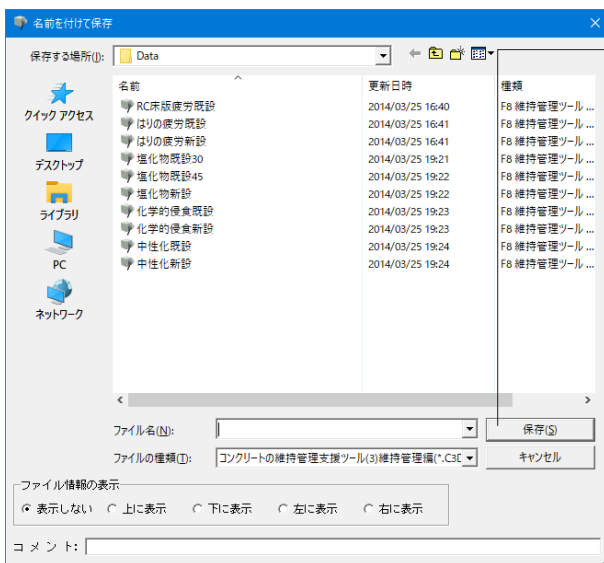 名前を付けて保存
保存する場所(I): Data
クイック アクセス
デスクトップ
ライブラリ
PC
ネットワーク
名前 更新日時 種類
RC床版疲労既設 2014/03/25 16:40 F8 維持管理ツール ...
はりの疲労既設 2014/03/25 16:41 F8 維持管理ツール ...
はりの疲労新設 2014/03/25 16:41 F8 維持管理ツール ...
塩化物既設30 2014/03/25 19:21 F8 維持管理ツール ...
塩化物既設45 2014/03/25 19:22 F8 維持管理ツール ...
塩化物新設 2014/03/25 19:22 F8 維持管理ツール ...
化学的侵食既設 2014/03/25 19:23 F8 維持管理ツール ...
化学的侵食新設 2014/03/25 19:23 F8 維持管理ツール ...
中性化既設 2014/03/25 19:24 F8 維持管理ツール ...
中性化新設 2014/03/25 19:24 F8 維持管理ツール ...
ファイル名(N): 保存(S)
ファイルの種類(T): コンクリートの維持管理支援ツール(3)維持管理編(*.C3D キャンセル
ファイル情報の表示
表示しない 上に表示 下に表示 左に表示 右に表示
コメント: